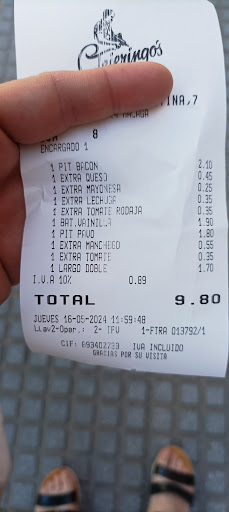 Cateringo's
TINA,7
MALAGA
8
ENCARGADO 1
1 PIT BACON 2.10
1 EXTRA QUESO 0.45
1 EXTRA MAYONESA 0.25
1 EXTRA LECHUGA 0.35
1 EXTRA TOMATE RODAJA 0.35
1 BAT.VAINILLA 1.90
1 PIT PAVO 1.80
1 EXTRA MANCHEGO 0.55
1 EXTRA TOMATE 0.35
1 LARGO DOBLE 1.70
I.V.A 10% 0.89
TOTAL 9.80
JUEVES 16-05-2024 11:59:48
Llav2-Oper.: 2- TPV 1-FTRA 013792/1
CIF: 693402733 IVA INCLUIDO
GRACIAS POR SU VISITA